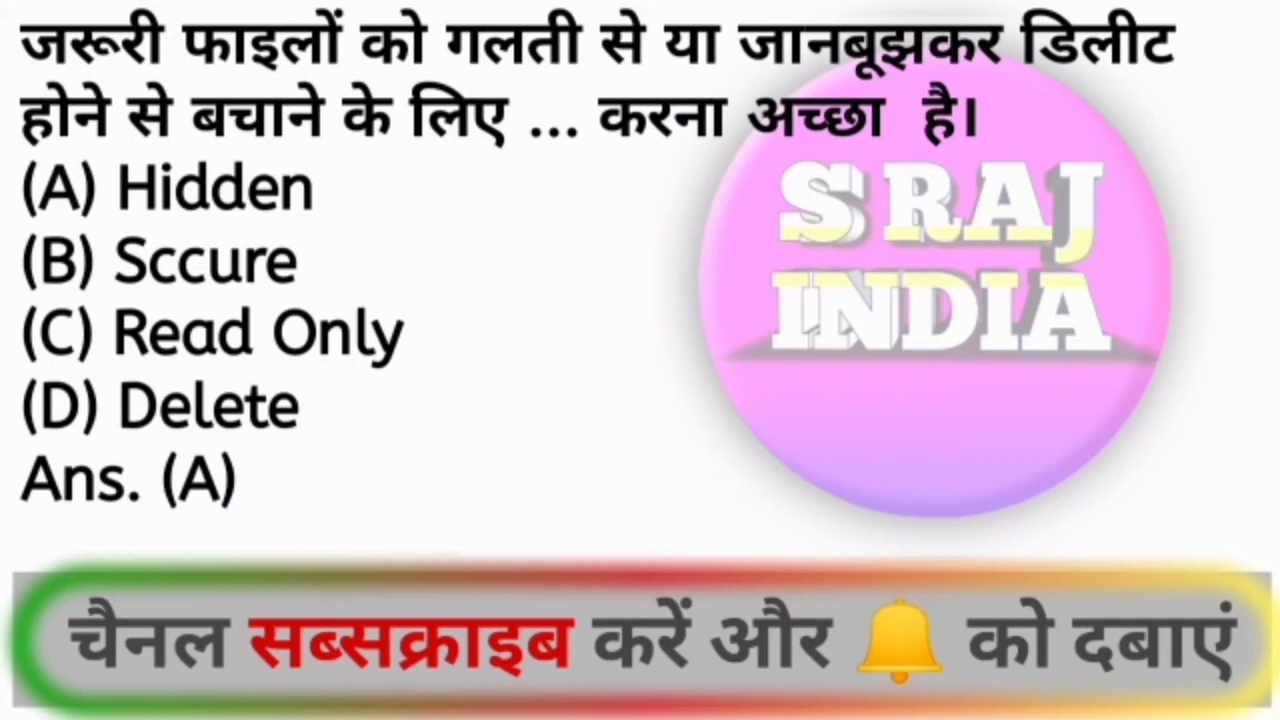 जरूरी फाइलों को गलती से या जानबूझकर डिलीट
होने से बचाने के लिए ... करना अच्छा है।
(A) Hidden
(B) Sccure
(C) Read Only
(D) Delete
Ans. (A)
S RAJ
INDIA
चैनल सब्सक्राइब करें और 🔔 को दबाएं